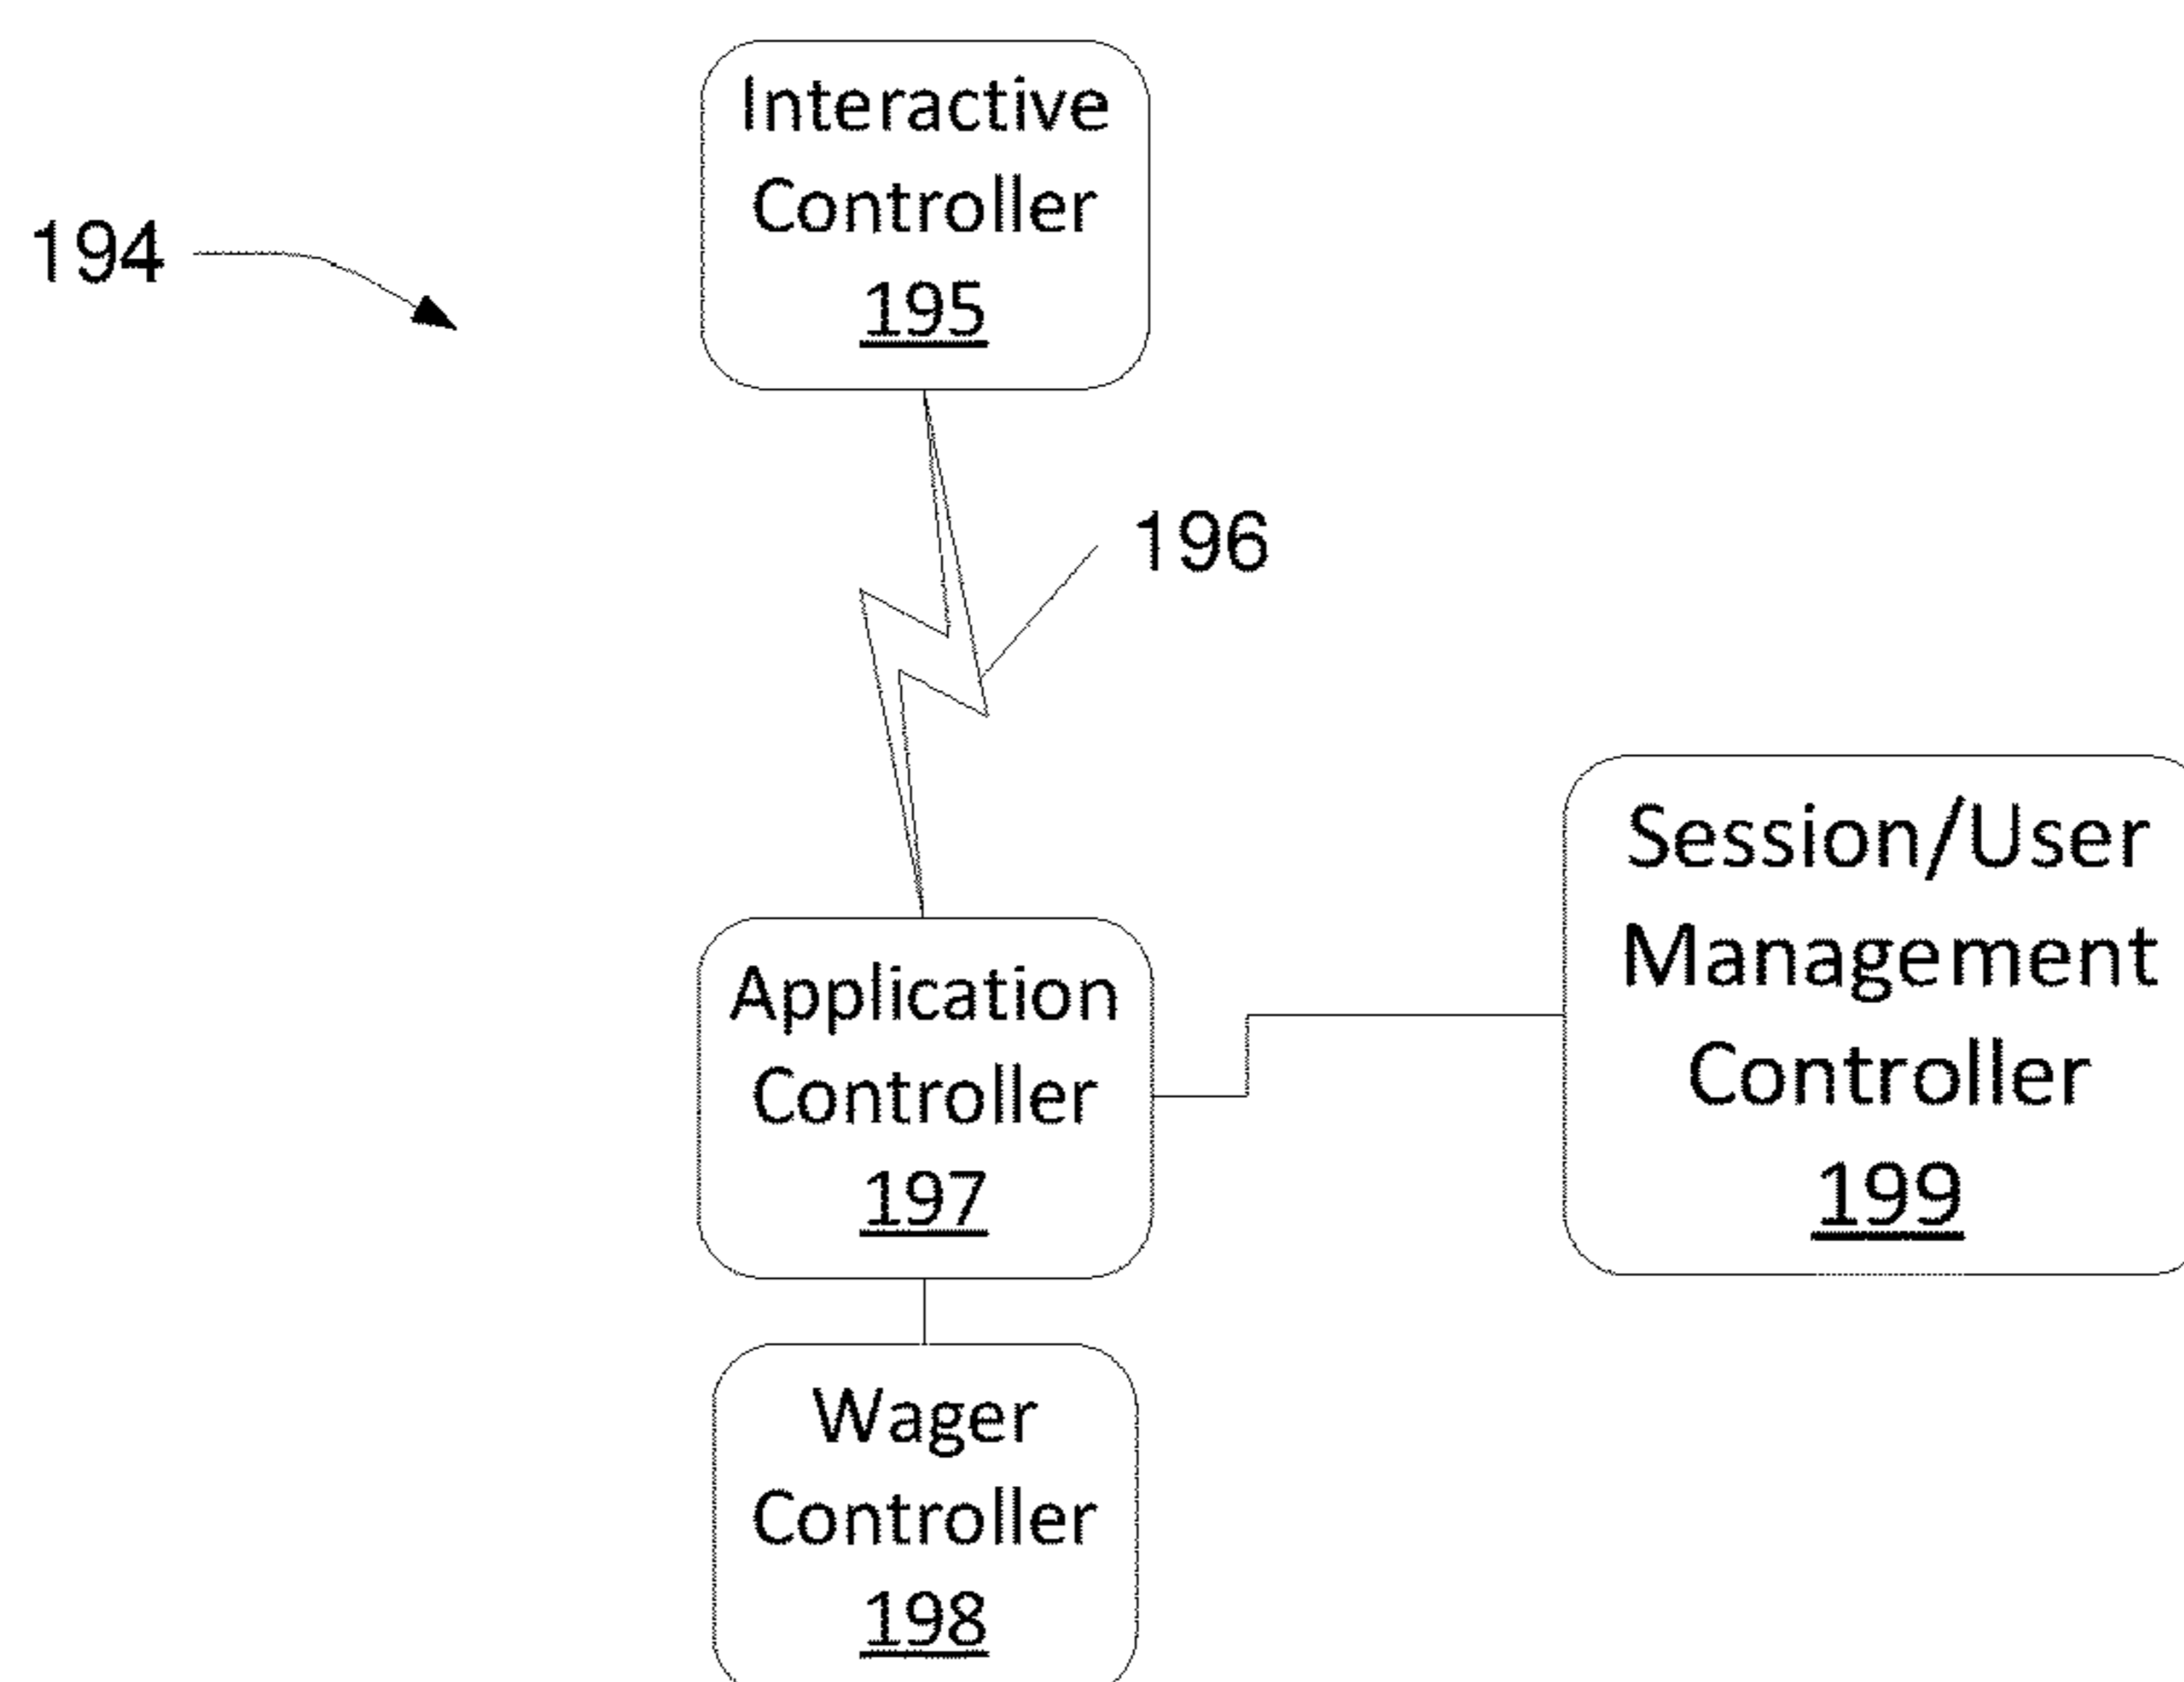 Interactive
Controller
195
194
196
Application
Controller
197
Session/User
Management
Controller
199
Wager
Controller
198